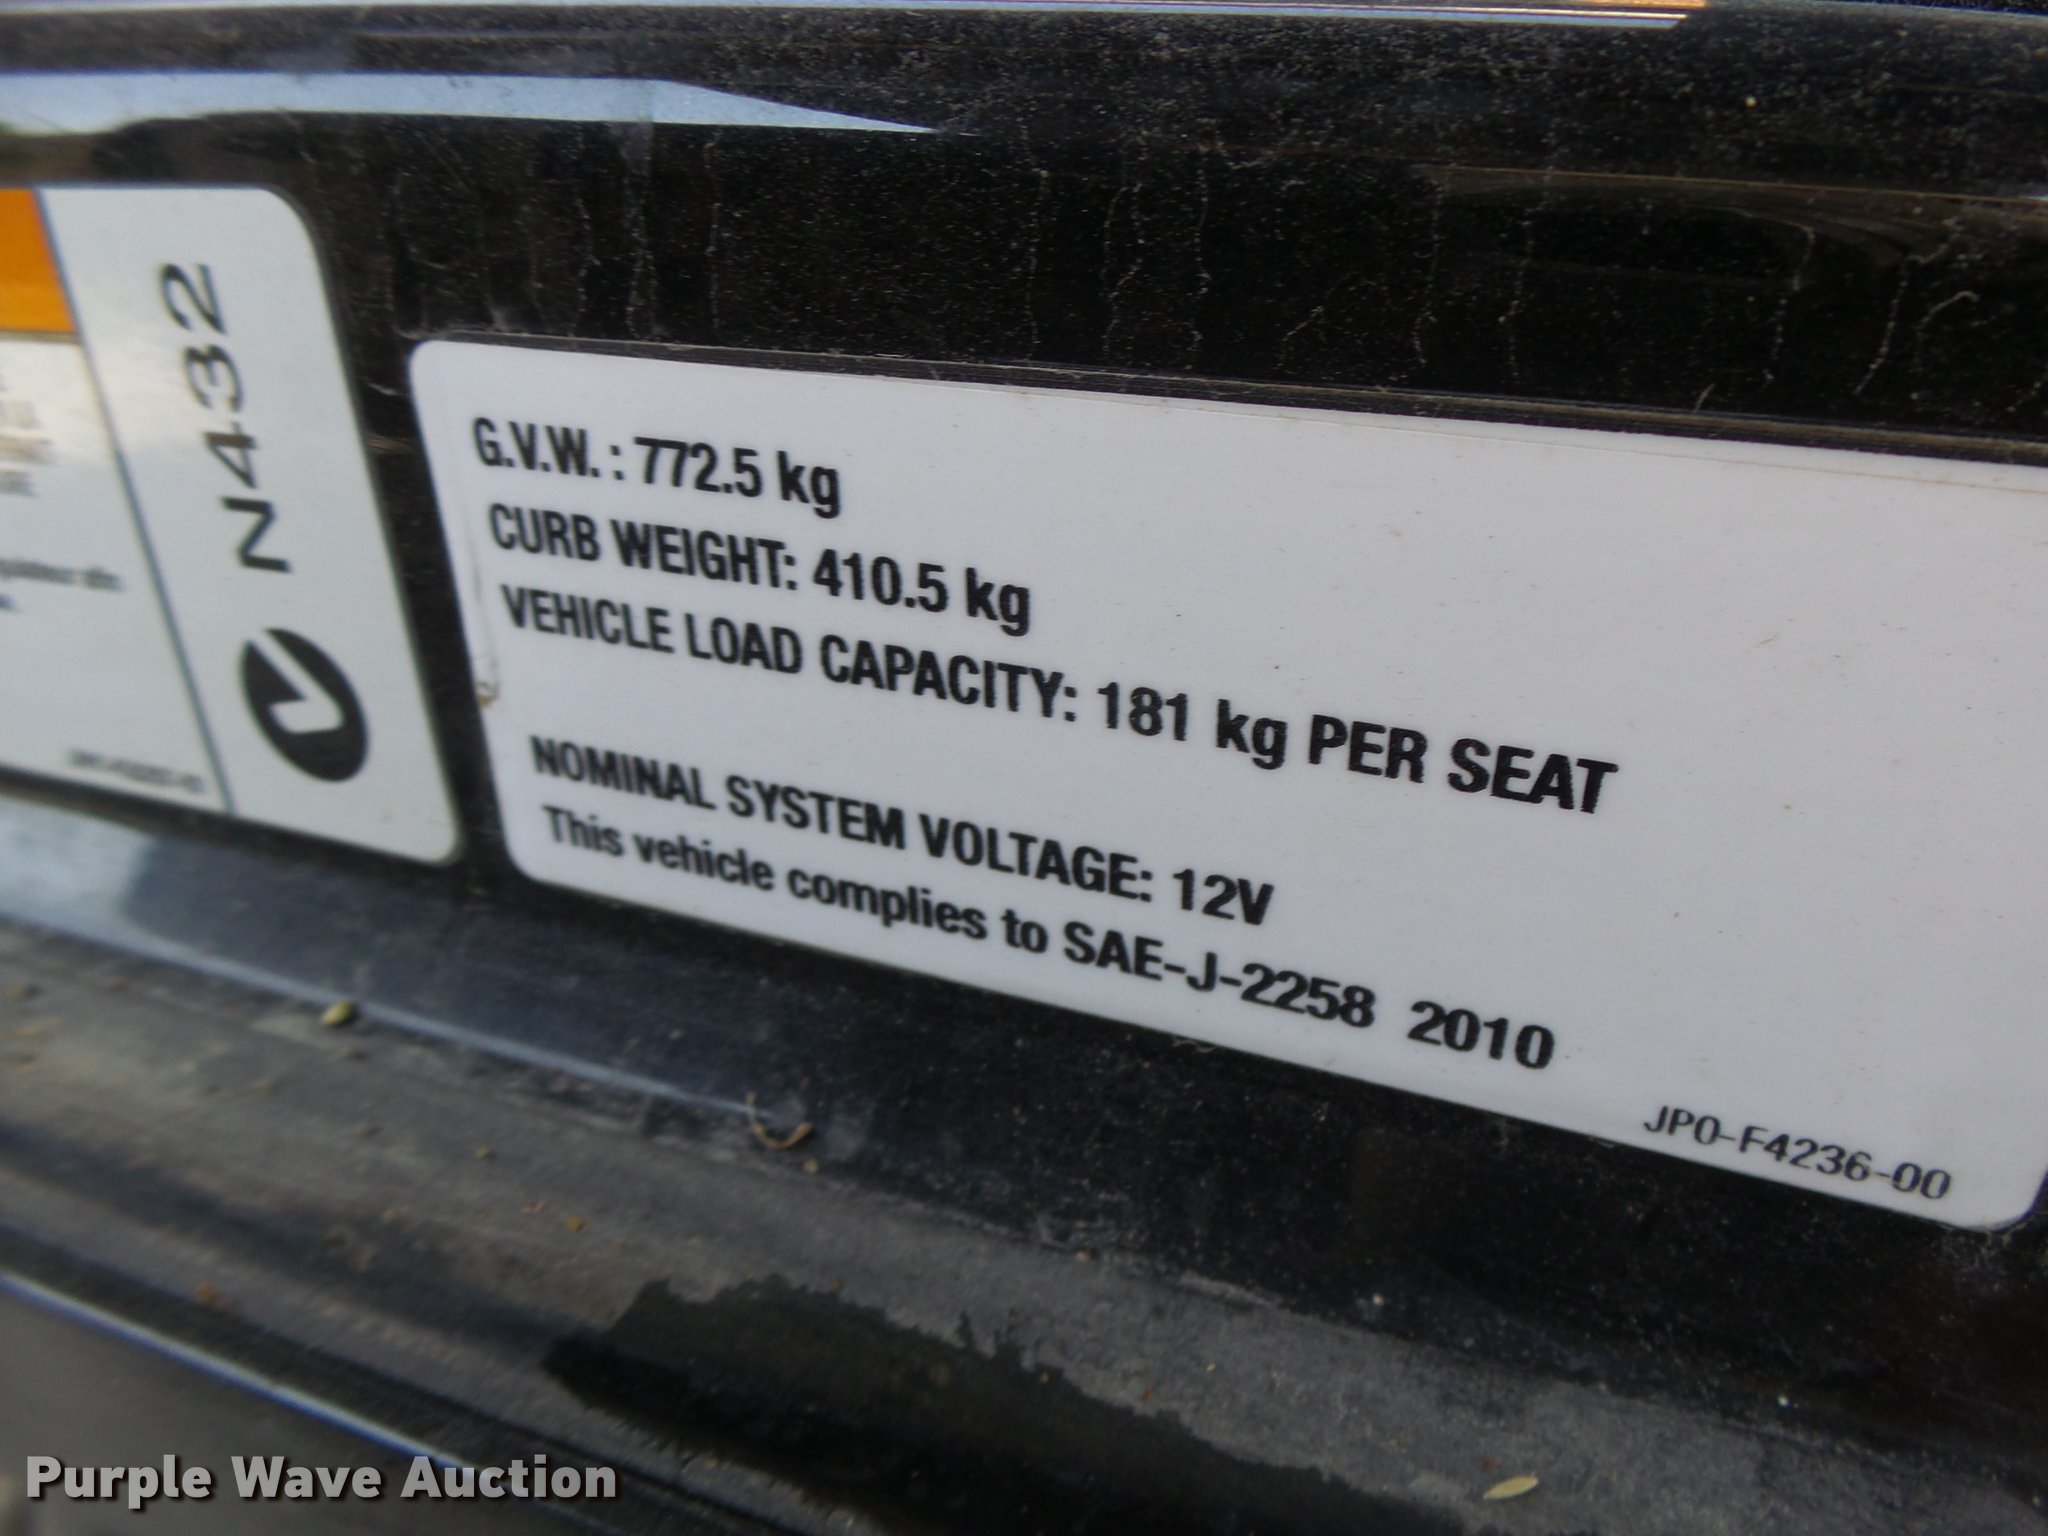 N432
G.V.W. : 772.5 kg
CURB WEIGHT: 410.5 kg
VEHICLE LOAD CAPACITY: 181 kg PER SEAT
NOMINAL SYSTEM VOLTAGE: 12V
This vehicle complies to SAE-J-2258 2010
JP0-F4236-00
Purple Wave Auction